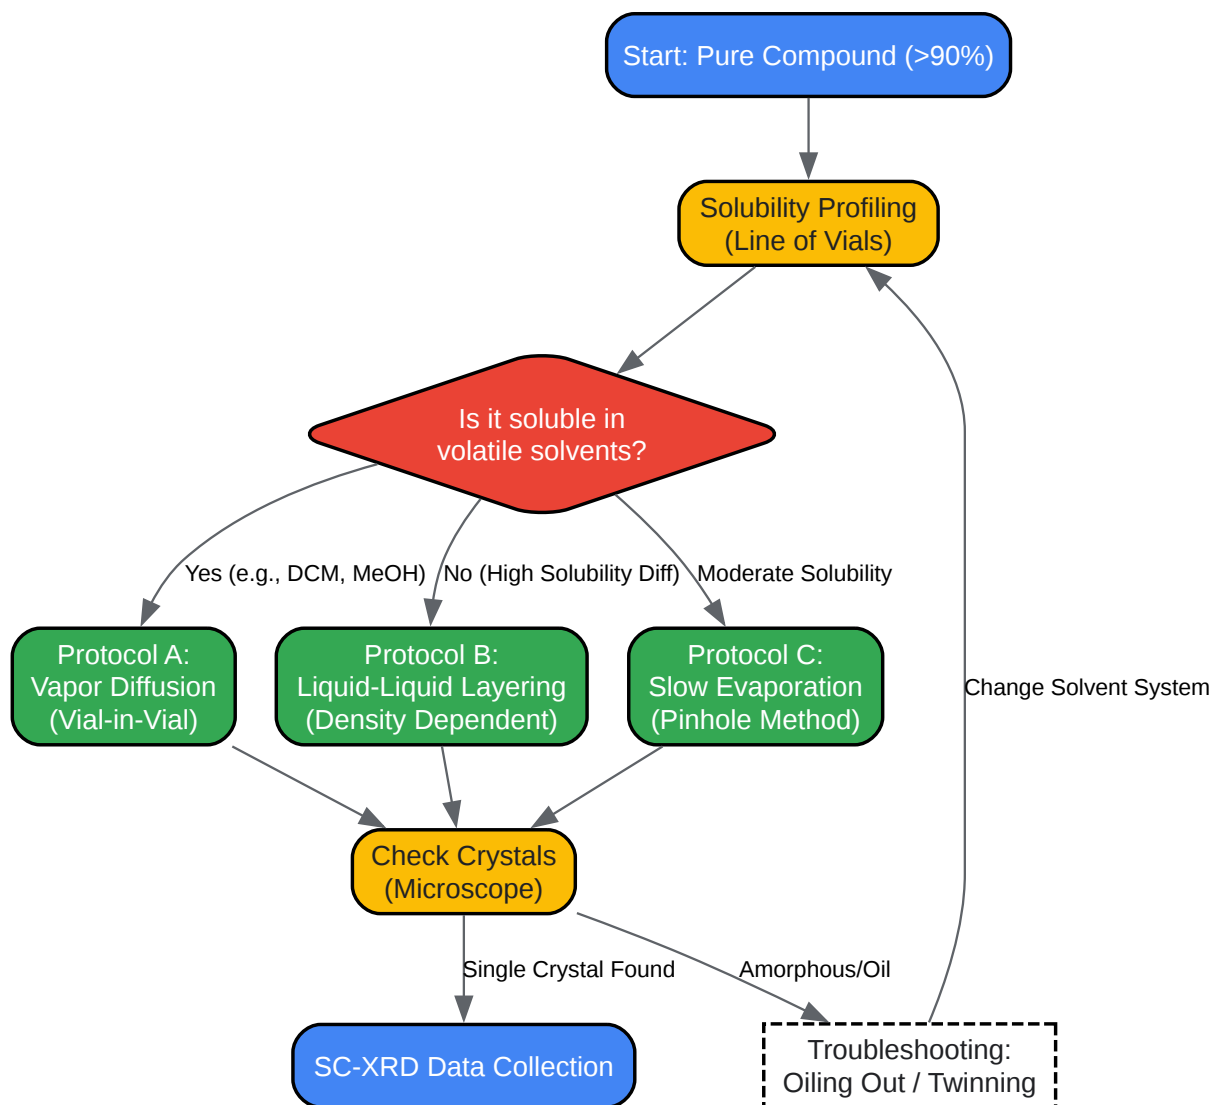 Start: Pure Compound (>90%)
Solubility Profiling
(Line of Vials)
Is it soluble in
volatile solvents?
Yes (e.g., DCM, MeOH)
No (High Solubility Diff)
Moderate Solubility
Protocol A:
Vapor Diffusion
(Vial-in-Vial)
Protocol B:
Liquid-Liquid Layering
(Density Dependent)
Protocol C:
Slow Evaporation
(Pinhole Method)
Change Solvent System
Check Crystals
(Microscope)
Single Crystal Found
Amorphous/Oil
SC-XRD Data Collection
Troubleshooting:
Oiling Out / Twinning